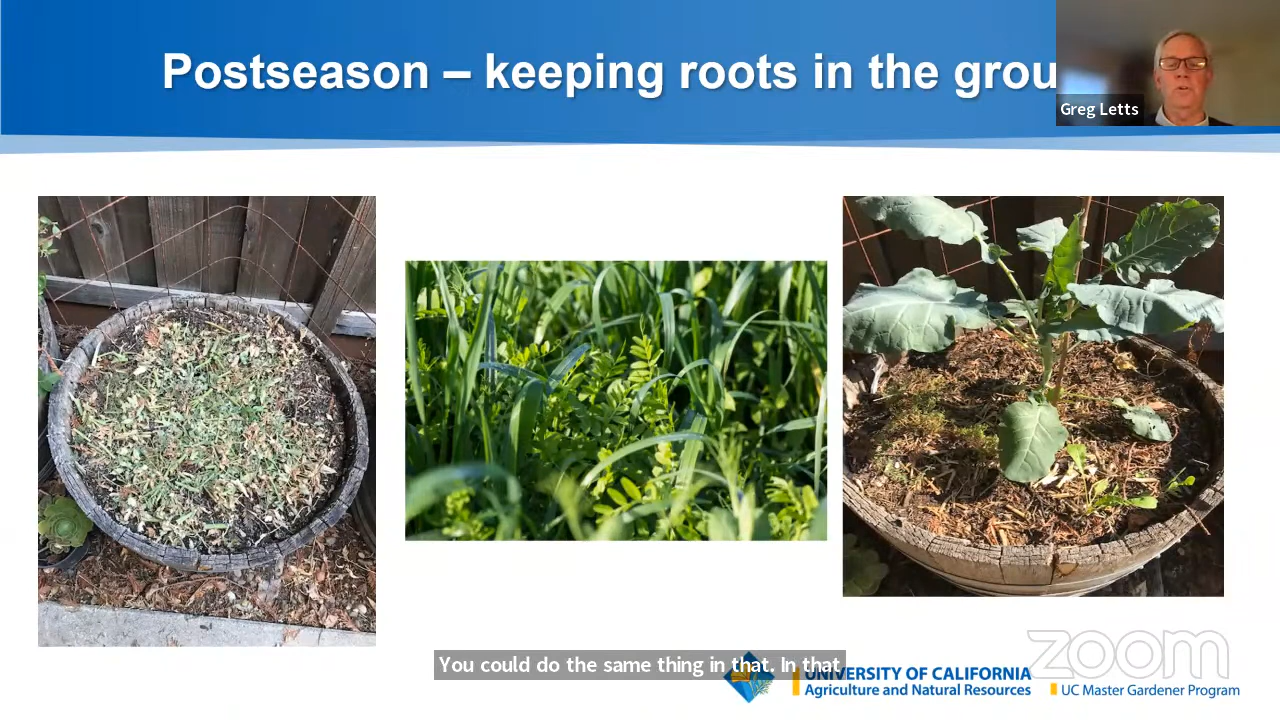 Postseason – keeping roots in the grou
Greg Letts
You could do the same thing in that. In that
UNIVERSITY OF CALIFORNIA
Agriculture and Natural Resources
UC Master Gardener Program
zoom